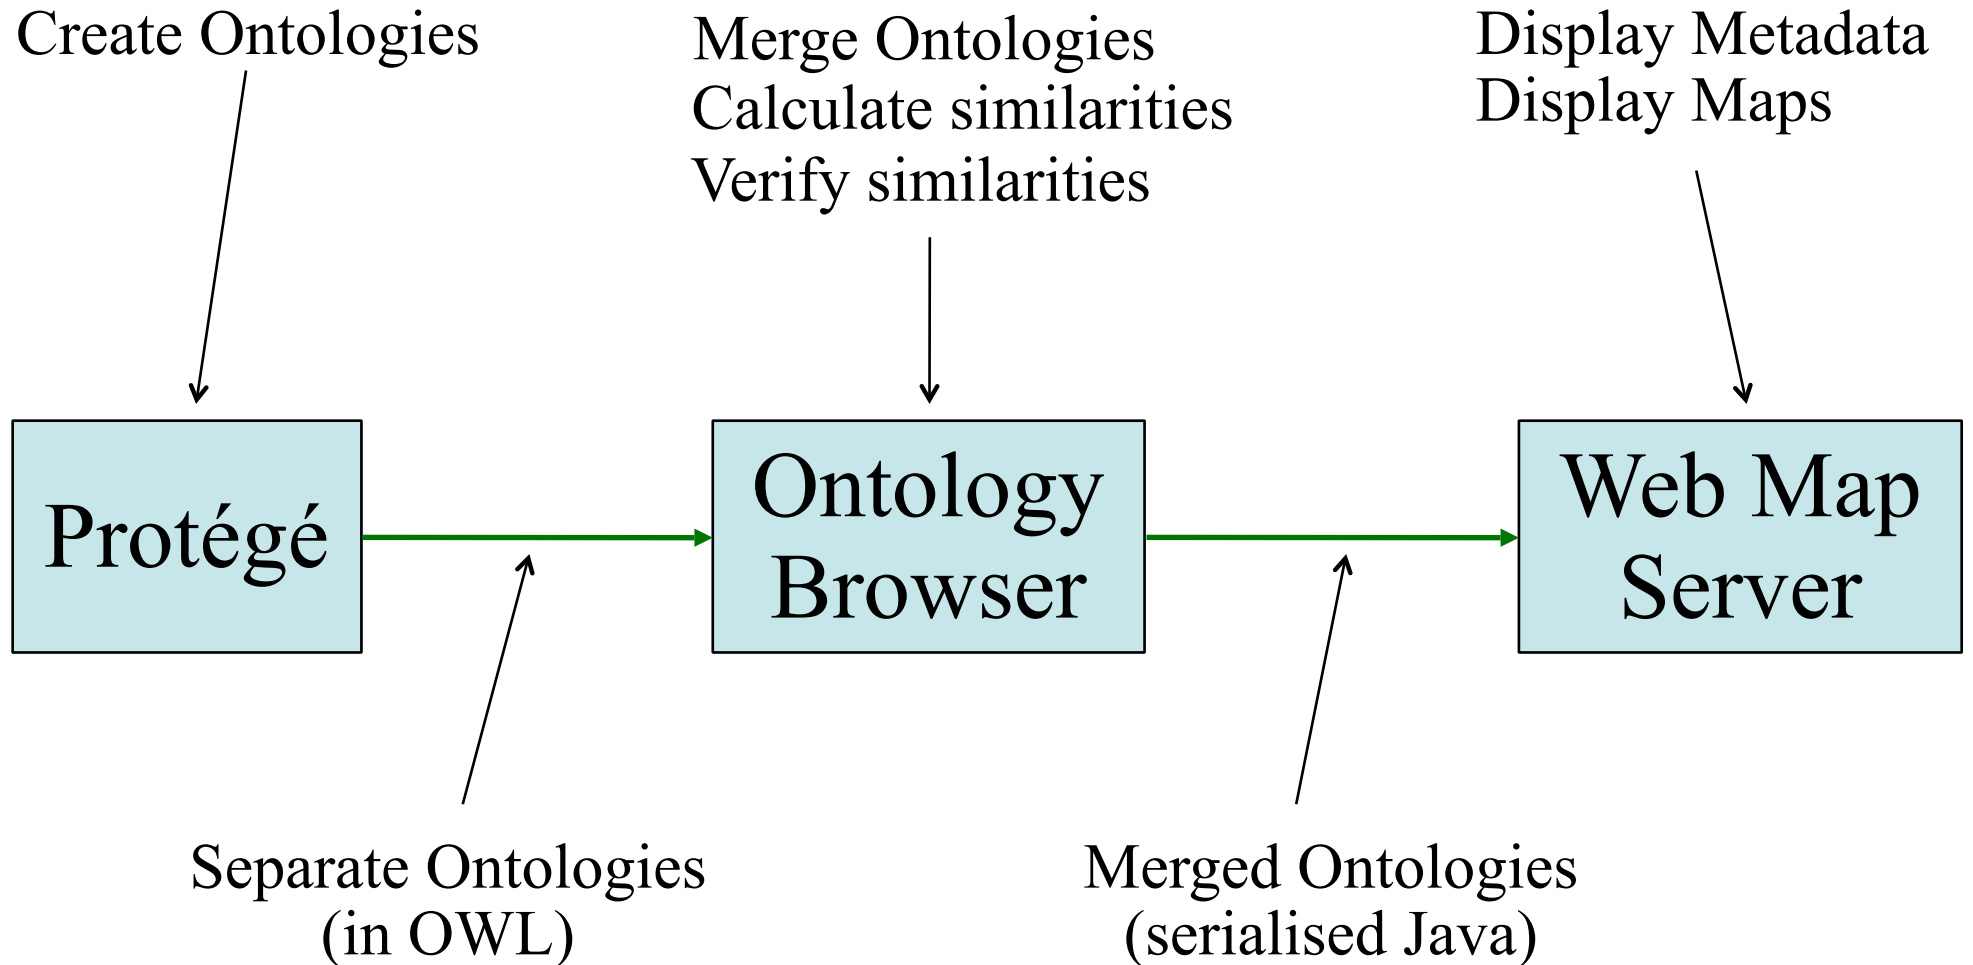 Create Ontologies
Merge Ontologies
Calculate similarities
Verify similarities
Display Metadata
Display Maps
Protégé
Ontology
Browser
Web Map
Server
Separate Ontologies
(in OWL)
Merged Ontologies
(serialised Java)